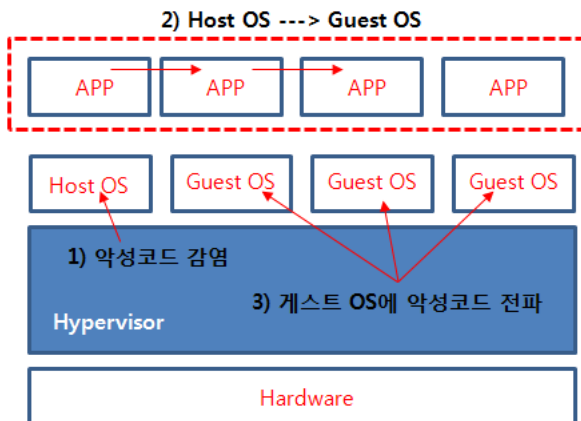 2) Host OS ---> Guest OS
APP APP APP APP
Host OS Guest OS Guest OS Guest OS
1) 악성코드 감염
3) 게스트 OS에 악성코드 전파
Hypervisor
Hardware